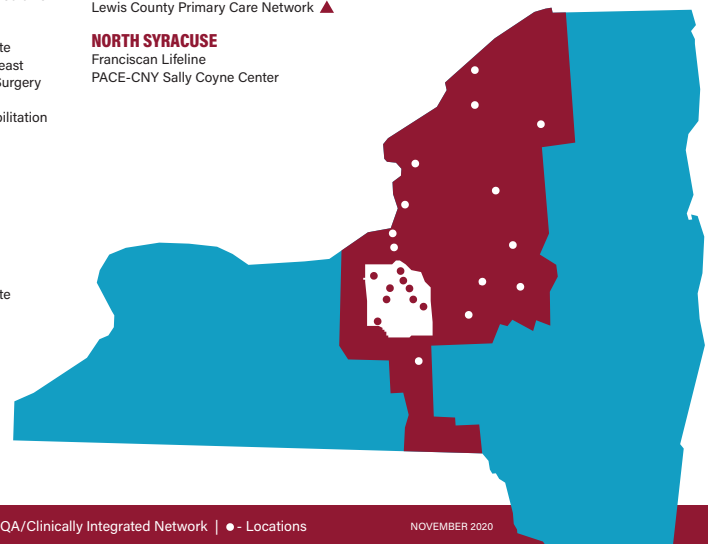 te
east
Surgery
bilitation
te
Lewis County Primary Care Network ▲
NORTH SYRACUSE
Franciscan Lifeline
PACE-CNY Sally Coyne Center
QA/Clinically Integrated Network | ● - Locations
NOVEMBER 2020